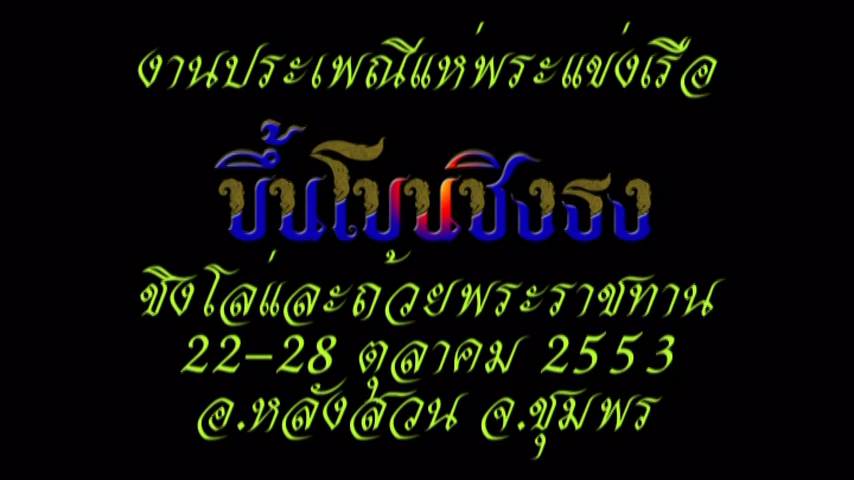 งานประเพณีแห่พระแข่งเรือ
ขึ้นโขนชิงธง
ชิงโล่และถ้วยพระราชทาน
22-28 ตุลาคม 2553
อ.หลังสวน จ.ชุมพร